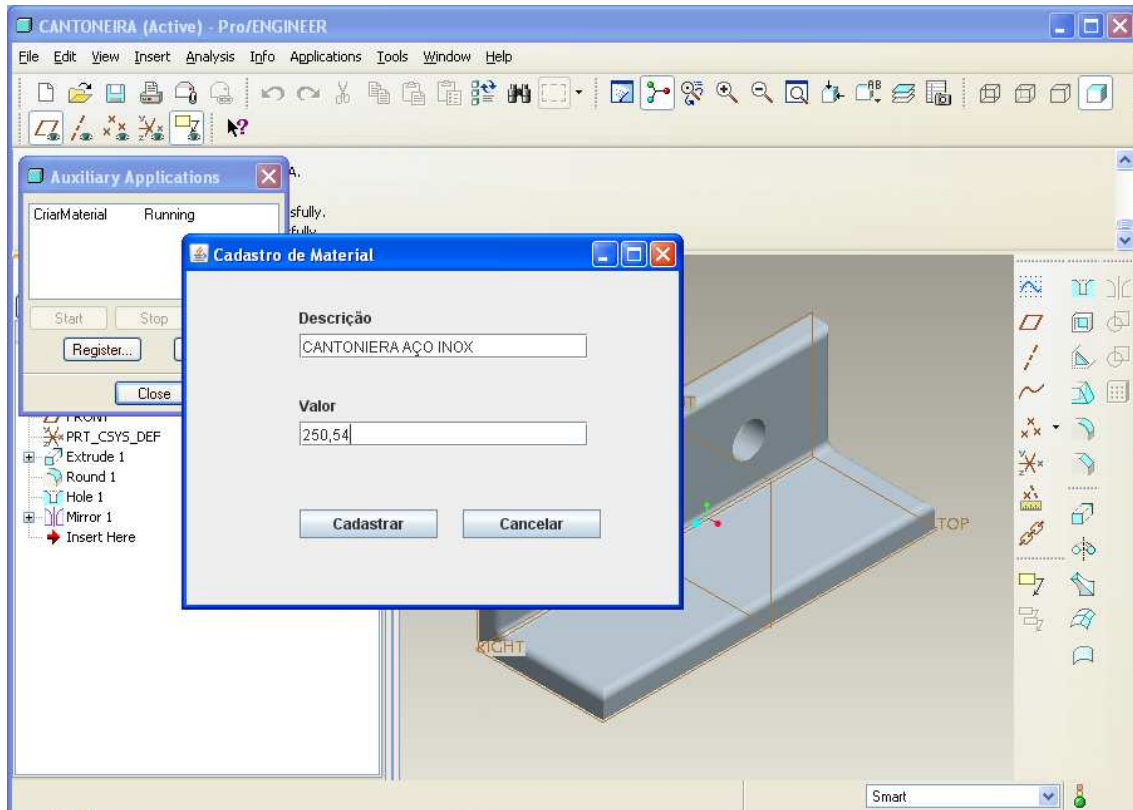 CANTONEIRA (Active) - Pro/ENGINEER
File Edit View Insert Analysis Info Applications Tools Window Help
Auxiliary Applications
A.
CriarMaterial Running
sfully.
Cadastro de Material
Start Stop
Descrição
CANTONIERA AÇO INOX
Register...
Close
Valor
250,54
FRONT
PRT_CSYS_DEF
Extrude 1
Round 1
Hole 1
Mirror 1
Insert Here
Cadastrar Cancelar
TOP
RIGHT
Smart